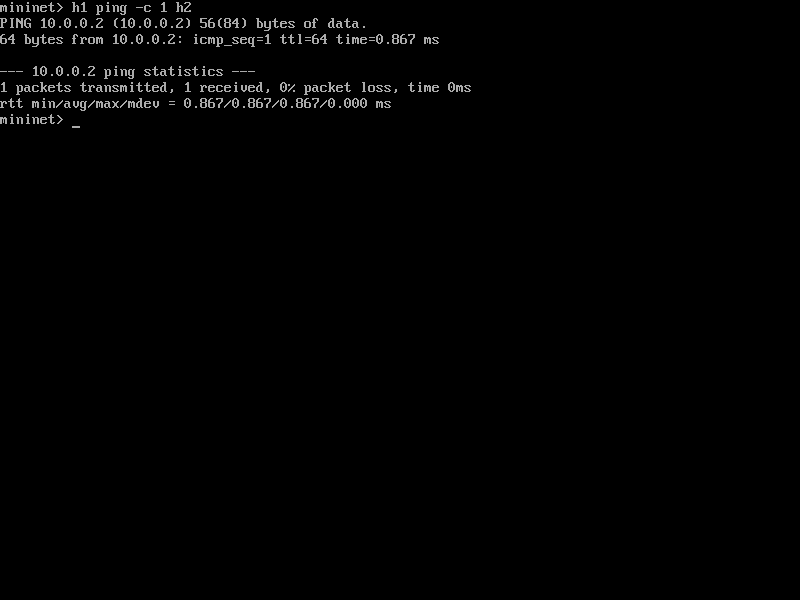 mininet> h1 ping -c 1 h2
PING 10.0.0.2 (10.0.0.2) 56(84) bytes of data.
64 bytes from 10.0.0.2: icmp_seq=1 ttl=64 time=0.867 ms

--- 10.0.0.2 ping statistics ---
1 packets transmitted, 1 received, 0% packet loss, time 0ms
rtt min/avg/max/mdev = 0.867/0.867/0.867/0.000 ms
mininet> _